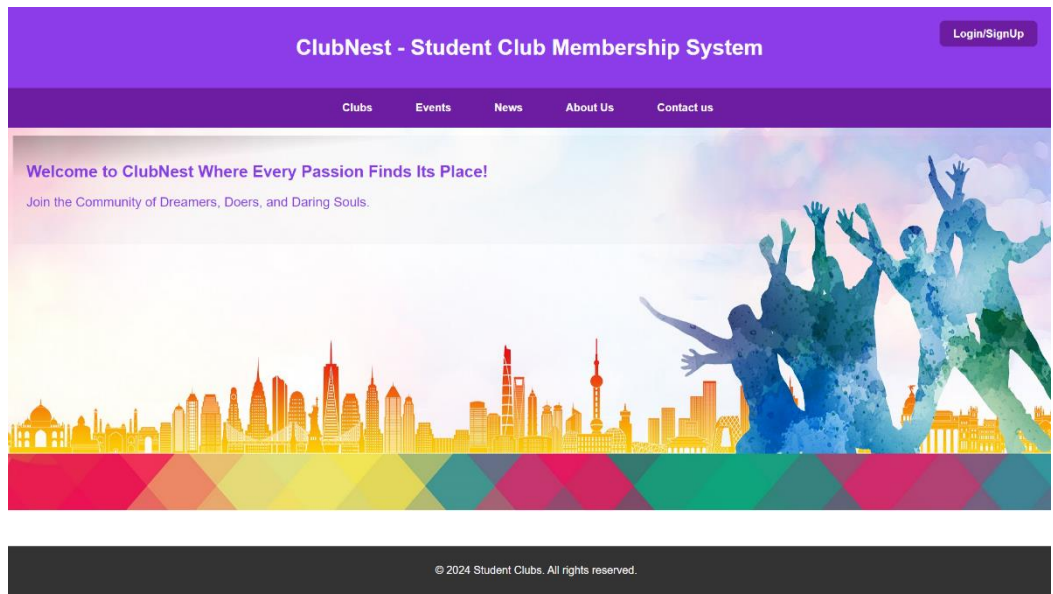 ClubNest - Student Club Membership System
Login/SignUp
Clubs Events News About Us Contact us
Welcome to ClubNest Where Every Passion Finds Its Place!
Join the Community of Dreamers, Doers, and Daring Souls.
© 2024 Student Clubs. All rights reserved.